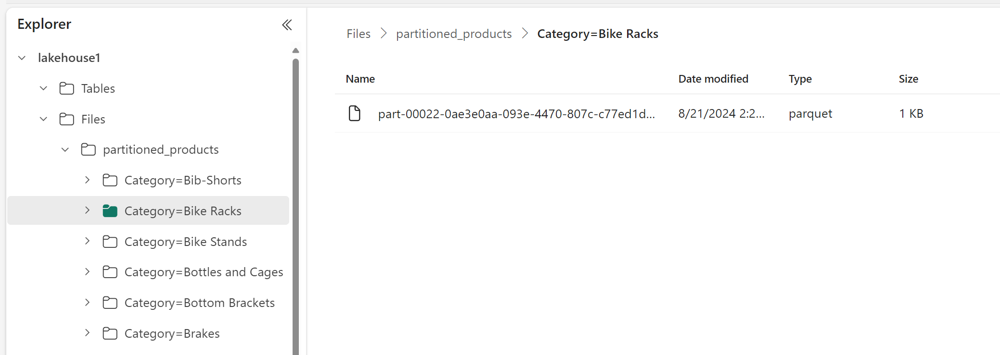 Explorer
lakehouse1
Tables
Files
partitioned_products
Category=Bib-Shorts
Category=Bike Racks
Category=Bike Stands
Category=Bottles and Cages
Category=Bottom Brackets
Category=Brakes
Files > partitioned_products > Category=Bike Racks
Name Date modified Type Size
part-00022-0ae3e0aa-093e-4470-807c-c77ed1d... 8/21/2024 2:2... parquet 1 KB